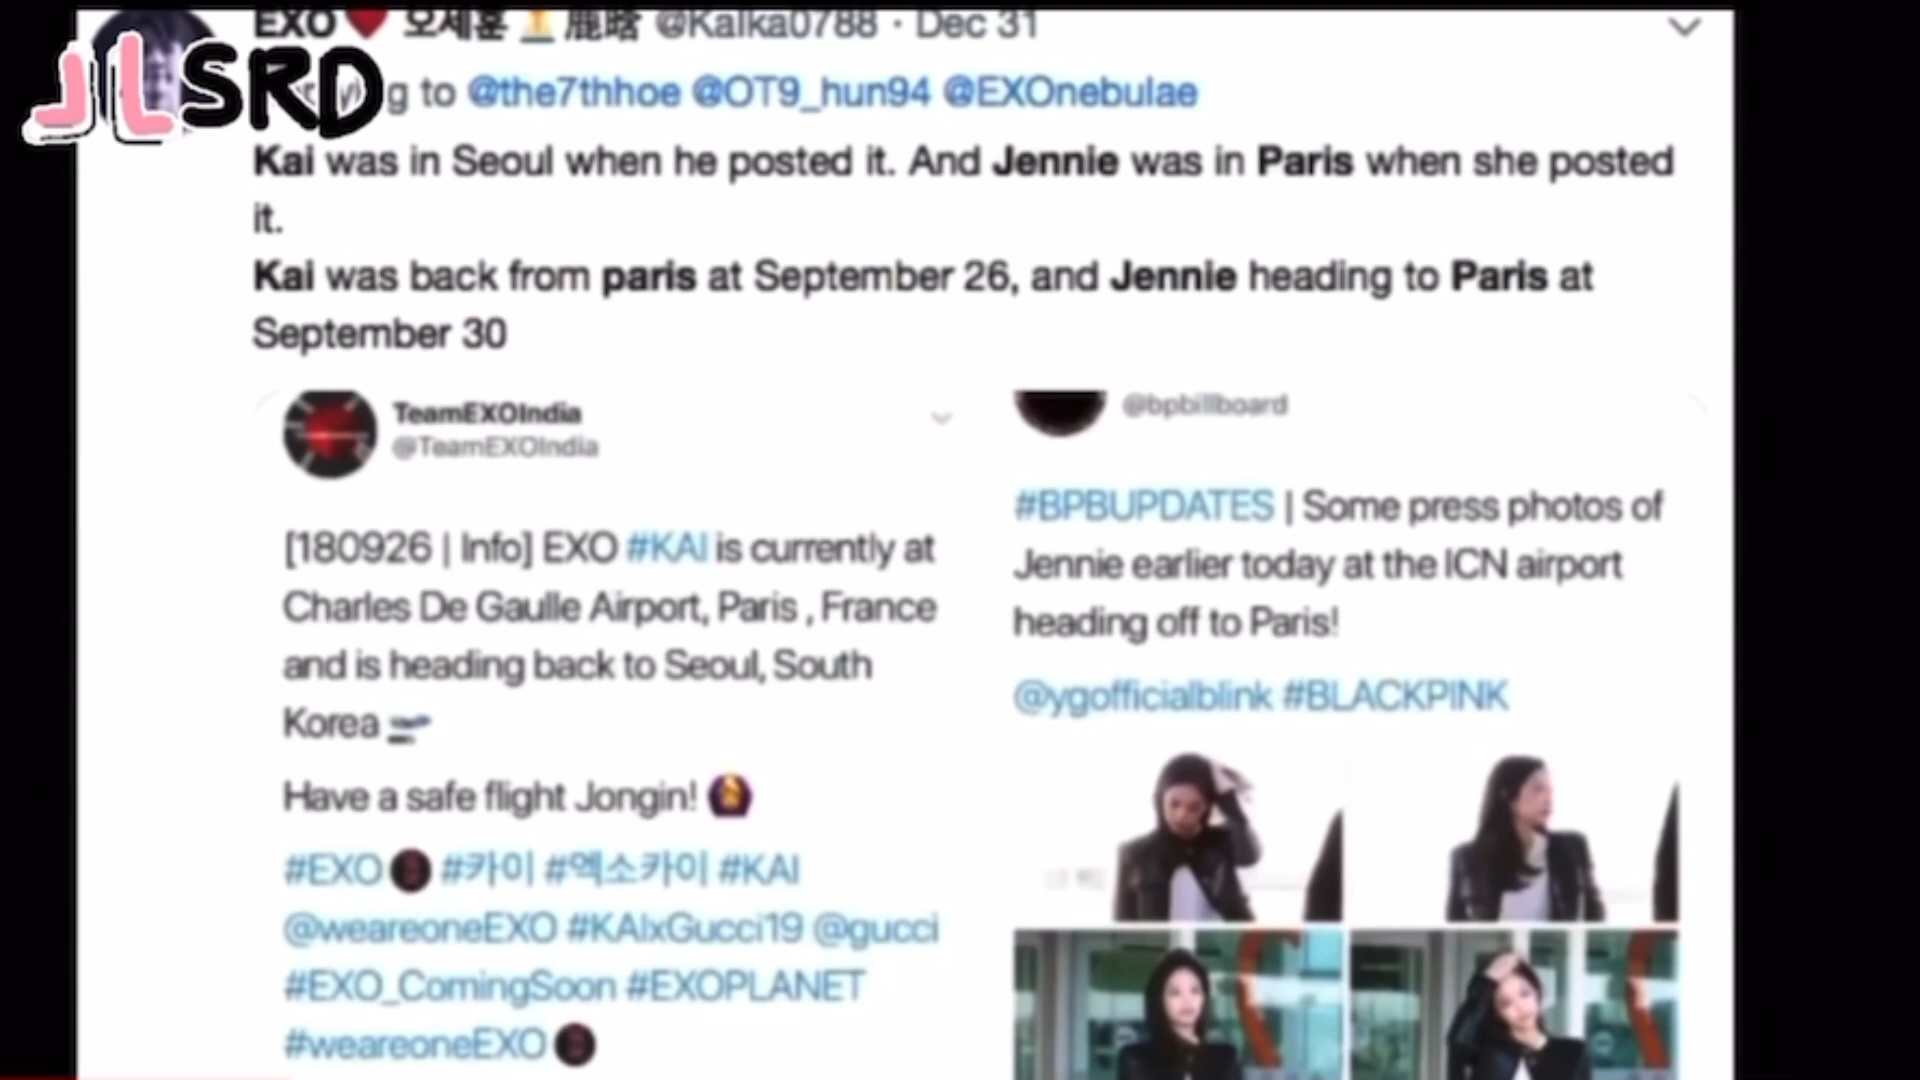 JLSRD
EXO❤️ 오세훈 鹿晗 @Kalka0788 · Dec 31
g to @the7thhoe @OT9_hun94 @EXOnebulae
Kai was in Seoul when he posted it. And Jennie was in Paris when she posted
it.
Kai was back from paris at September 26, and Jennie heading to Paris at
September 30
TeamEXOIndia
@TeamEXOIndia
[180926 | Info] EXO #KAI is currently at
Charles De Gaulle Airport, Paris , France
and is heading back to Seoul, South
Korea
Have a safe flight Jongin!
#EXO #카이 #엑소카이 #KAI
@weareoneEXO #KAIxGucci19 @gucci
#EXO_ComingSoon #EXOPLANET
#weareoneEXO
@bpbillboard
#BPBUPDATES | Some press photos of
Jennie earlier today at the ICN airport
heading off to Paris!
@ygofficialblink #BLACKPINK